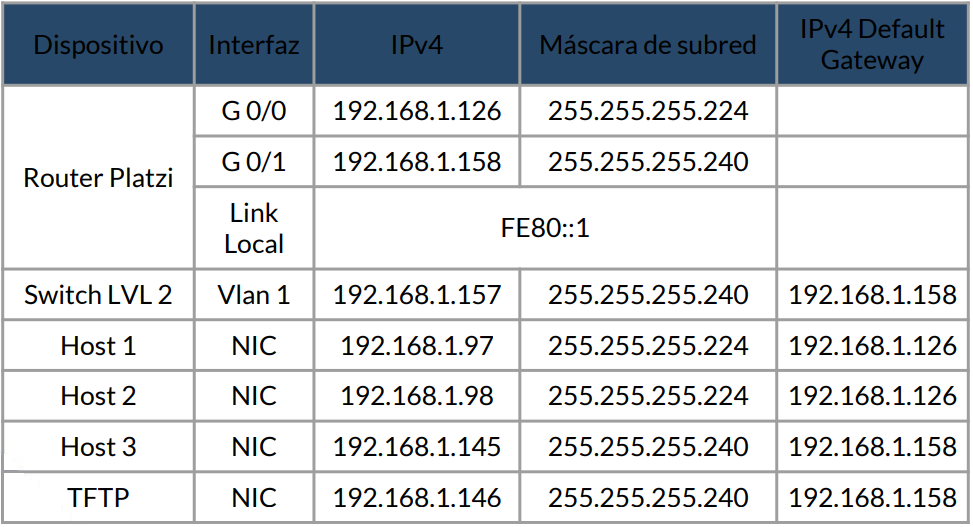 Dispositivo Interfaz IPv4 Máscara de subred IPv4 Default Gateway
Router Platzi G 0/0 192.168.1.126 255.255.255.224
G 0/1 192.168.1.158 255.255.255.240
Link Local FE80::1
Switch LVL 2 Vlan 1 192.168.1.157 255.255.255.240 192.168.1.158
Host 1 NIC 192.168.1.97 255.255.255.224 192.168.1.126
Host 2 NIC 192.168.1.98 255.255.255.224 192.168.1.126
Host 3 NIC 192.168.1.145 255.255.255.240 192.168.1.158
TFTP NIC 192.168.1.146 255.255.255.240 192.168.1.158